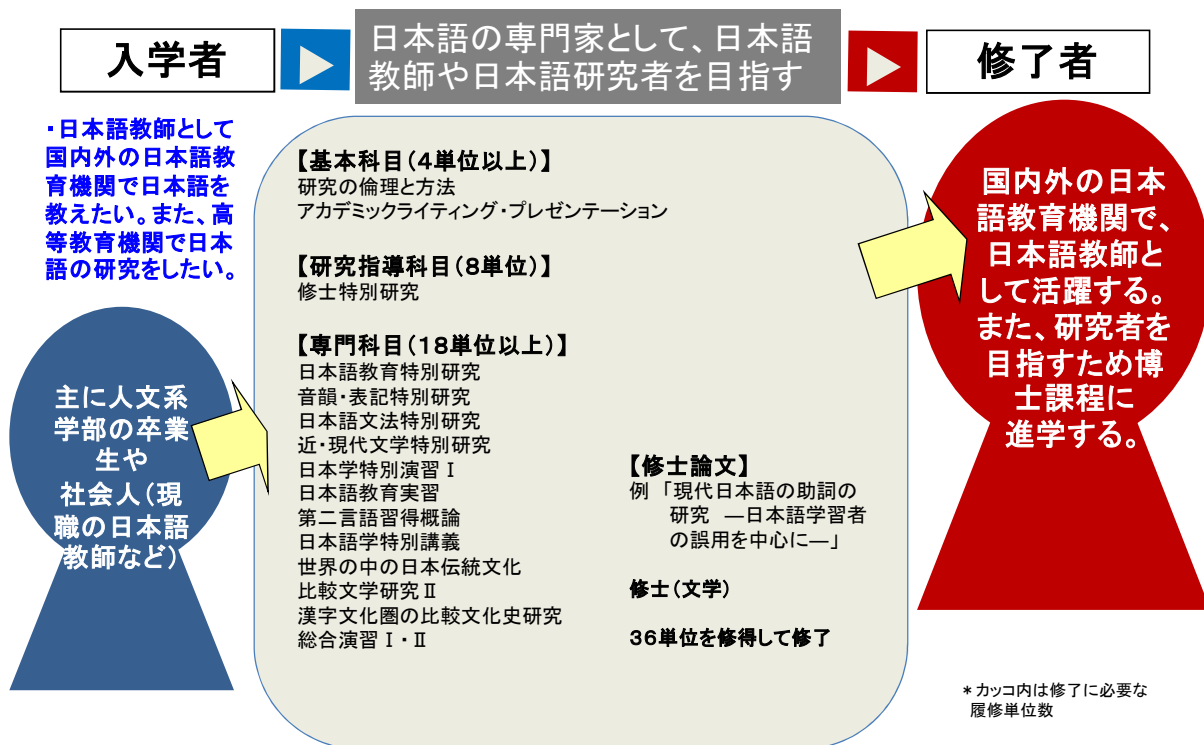 入学者
日本語の専門家として、日本語
教師や日本語研究者を目指す
修了者
・日本語教師として
国内外の日本語教
育機関で日本語を
教えたい。また、高
等教育機関で日本
語の研究をしたい。
主に人文系
学部の卒業
生や
社会人(現
職の日本語
教師など)
【基本科目(4単位以上)】
研究の倫理と方法
アカデミックライティング・プレゼンテーション
【研究指導科目(8単位)】
修士特別研究
【専門科目(18単位以上)】
日本語教育特別研究
音韻・表記特別研究
日本語文法特別研究
近・現代文学特別研究
日本学特別演習Ⅰ
日本語教育実習
第二言語習得概論
日本語学特別講義
世界の中の日本伝統文化
比較文学研究Ⅱ
漢字文化圏の比較文化史研究
総合演習Ⅰ・Ⅱ
【修士論文】
例 「現代日本語の助詞の
研究 ―日本語学習者
の誤用を中心に―」
修士(文学)
36単位を修得して修了
国内外の日本
語教育機関で、
日本語教師と
して活躍する。
また、研究者を
目指すため博
士課程に
進学する。
*カッコ内は修了に必要な
履修単位数